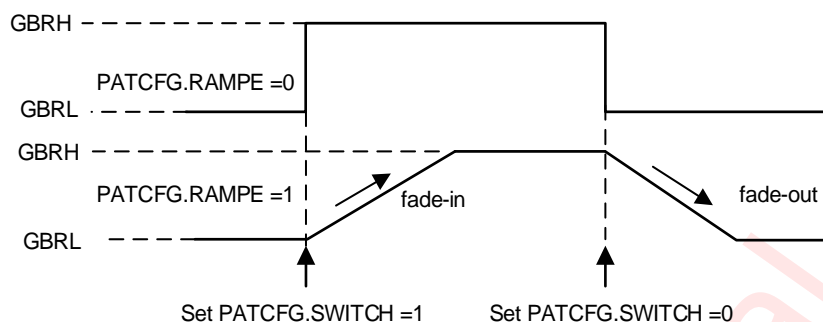 GBRH
PATCFG.RAMPE =0
GBRL
GBRH
PATCFG.RAMPE =1
fade-in
fade-out
GBRL
Set PATCFG.SWITCH =1
Set PATCFG.SWITCH =0